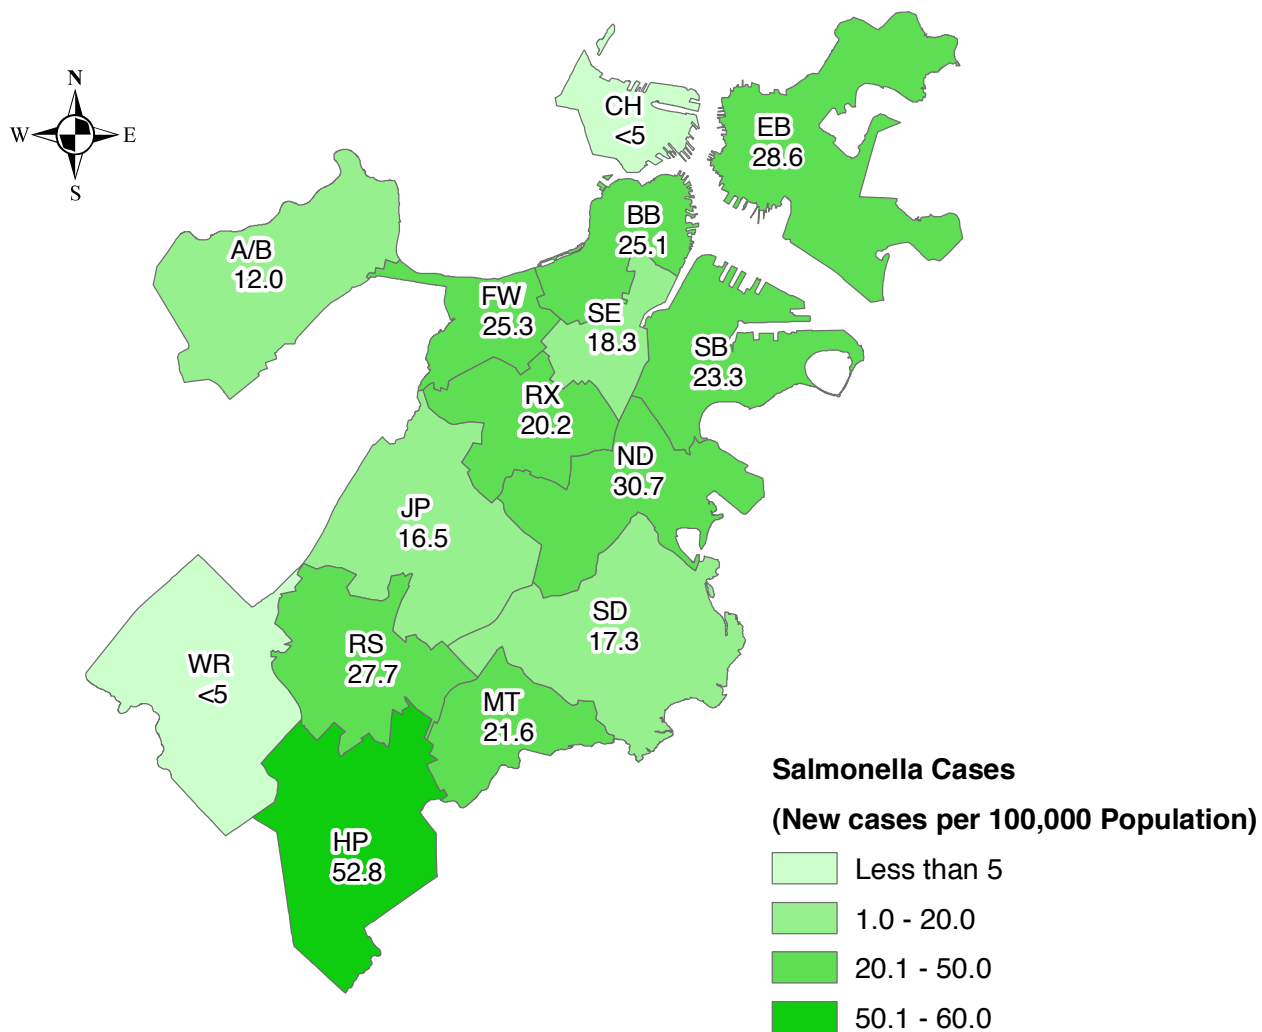 N
W E
S
CH
<5
EB
28.6
BB
25.1
A/B
12.0
FW
25.3
SE
18.3
SB
23.3
RX
20.2
ND
30.7
JP
16.5
SD
17.3
RS
27.7
WR
<5
MT
21.6
HP
52.8
Salmonella Cases
(New cases per 100,000 Population)
Less than 5
1.0 - 20.0
20.1 - 50.0
50.1 - 60.0